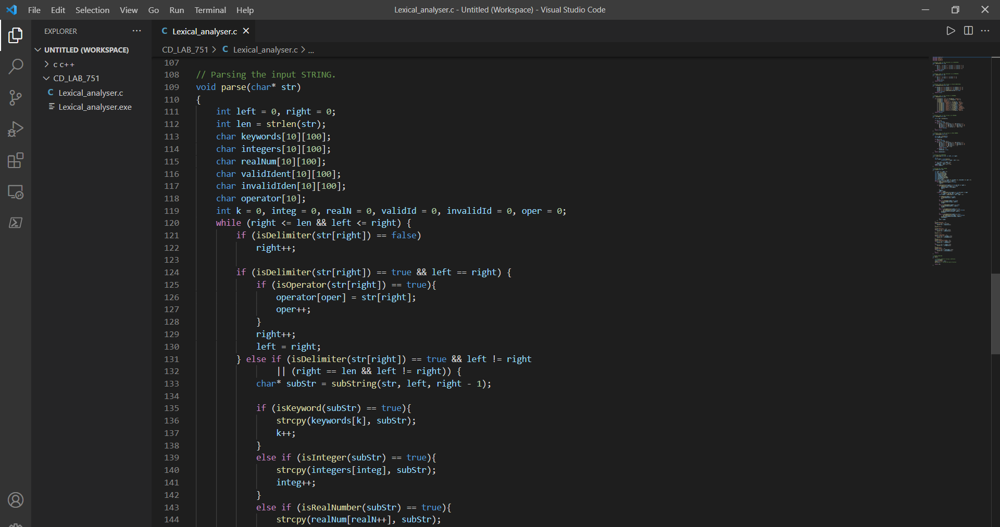 File Edit Selection View Go Run Terminal Help
Lexical_analyser.c - Untitled (Workspace) - Visual Studio Code
EXPLORER
UNTITLED (WORKSPACE)
c c++
CD_LAB_751
C Lexical_analyser.c
Lexical_analyser.exe
C Lexical_analyser.c
CD_LAB_751 > C Lexical_analyser.c > ...
107
108 // Parsing the input STRING.
109 void parse(char* str)
110 {
111     int left = 0, right = 0;
112     int len = strlen(str);
113     char keywords[10][100];
114     char integers[10][100];
115     char realNum[10][100];
116     char validIdent[10][100];
117     char invalidIden[10][100];
118     char operator[10];
119     int k = 0, integ = 0, realN = 0, validId = 0, invalidId = 0, oper = 0;
120     while (right <= len && left <= right) {
121         if (isDelimiter(str[right]) == false)
122             right++;
123
124         if (isDelimiter(str[right]) == true && left == right) {
125             if (isOperator(str[right]) == true){
126                 operator[oper] = str[right];
127                 oper++;
128             }
129             right++;
130             left = right;
131         } else if (isDelimiter(str[right]) == true && left != right
132                 || (right == len && left != right)) {
133             char* subStr = subString(str, left, right - 1);
134
135             if (isKeyword(subStr) == true){
136                 strcpy(keywords[k], subStr);
137                 k++;
138             }
139             else if (isInteger(subStr) == true){
140                 strcpy(integers[integ], subStr);
141                 integ++;
142             }
143             else if (isRealNumber(subStr) == true){
144                 strcpy(realNum[realN++], subStr);